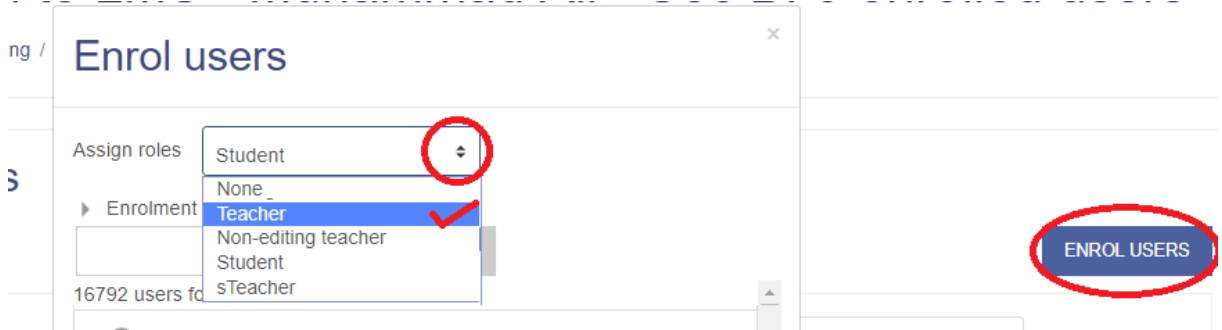 ng /
Enrol users
×
Assign roles
Student
None
Enrolment
Teacher
Non-editing teacher
Student
sTeacher
16792 users fo
s
ENROL USERS